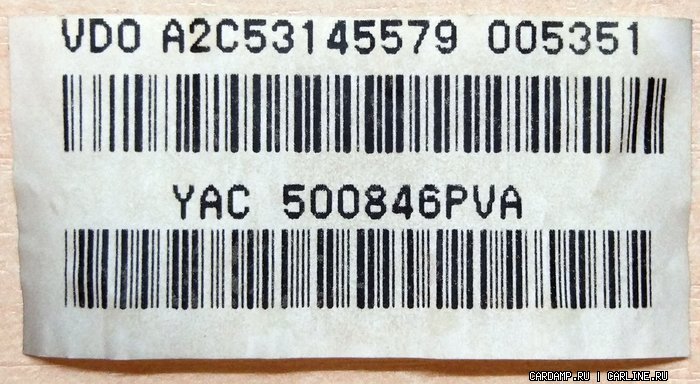 VDO A2C53145579 005351
YAC 500846PVA
CARDAMP.RU | CARLINE.RU